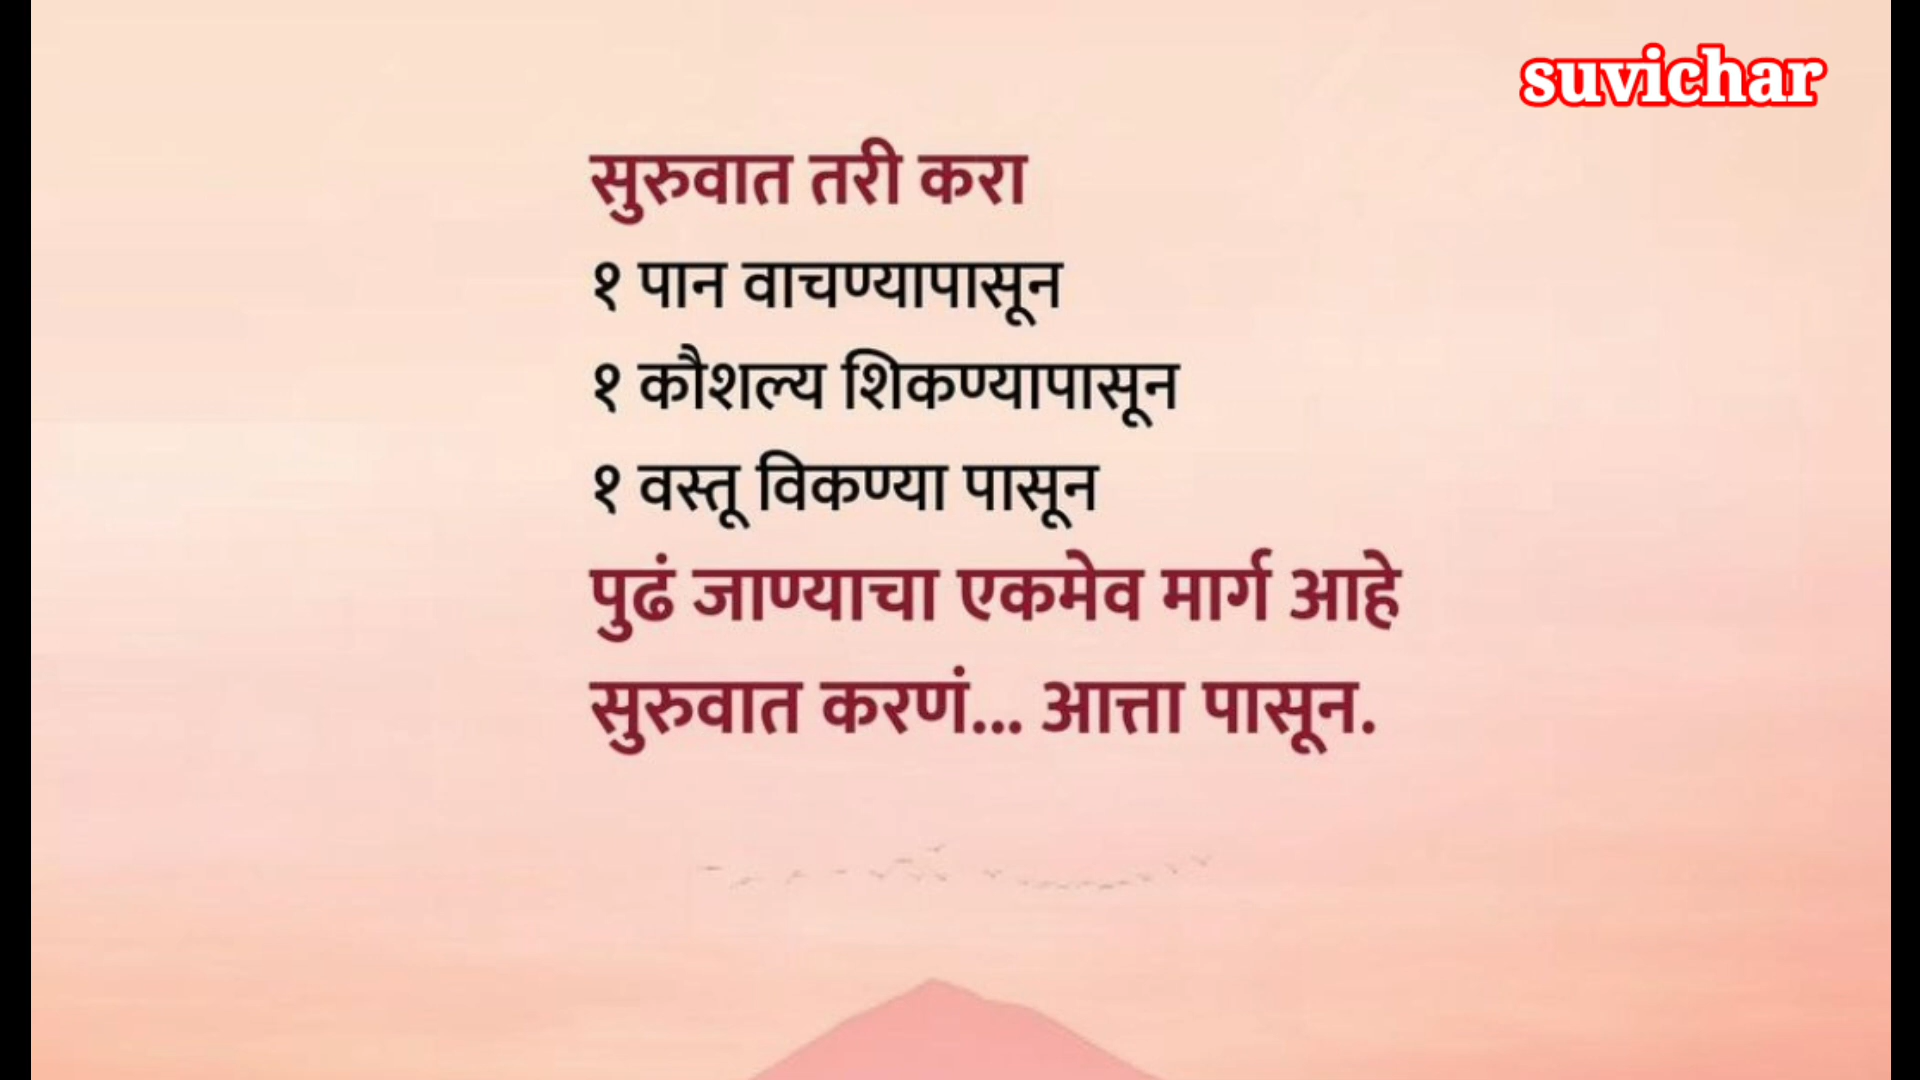 suvichar
सुरुवात तरी करा
१ पान वाचण्यापासून
१ कौशल्य शिकण्यापासून
१ वस्तू विकण्या पासून
पुढं जाण्याचा एकमेव मार्ग आहे
सुरुवात करणं... आत्ता पासून.